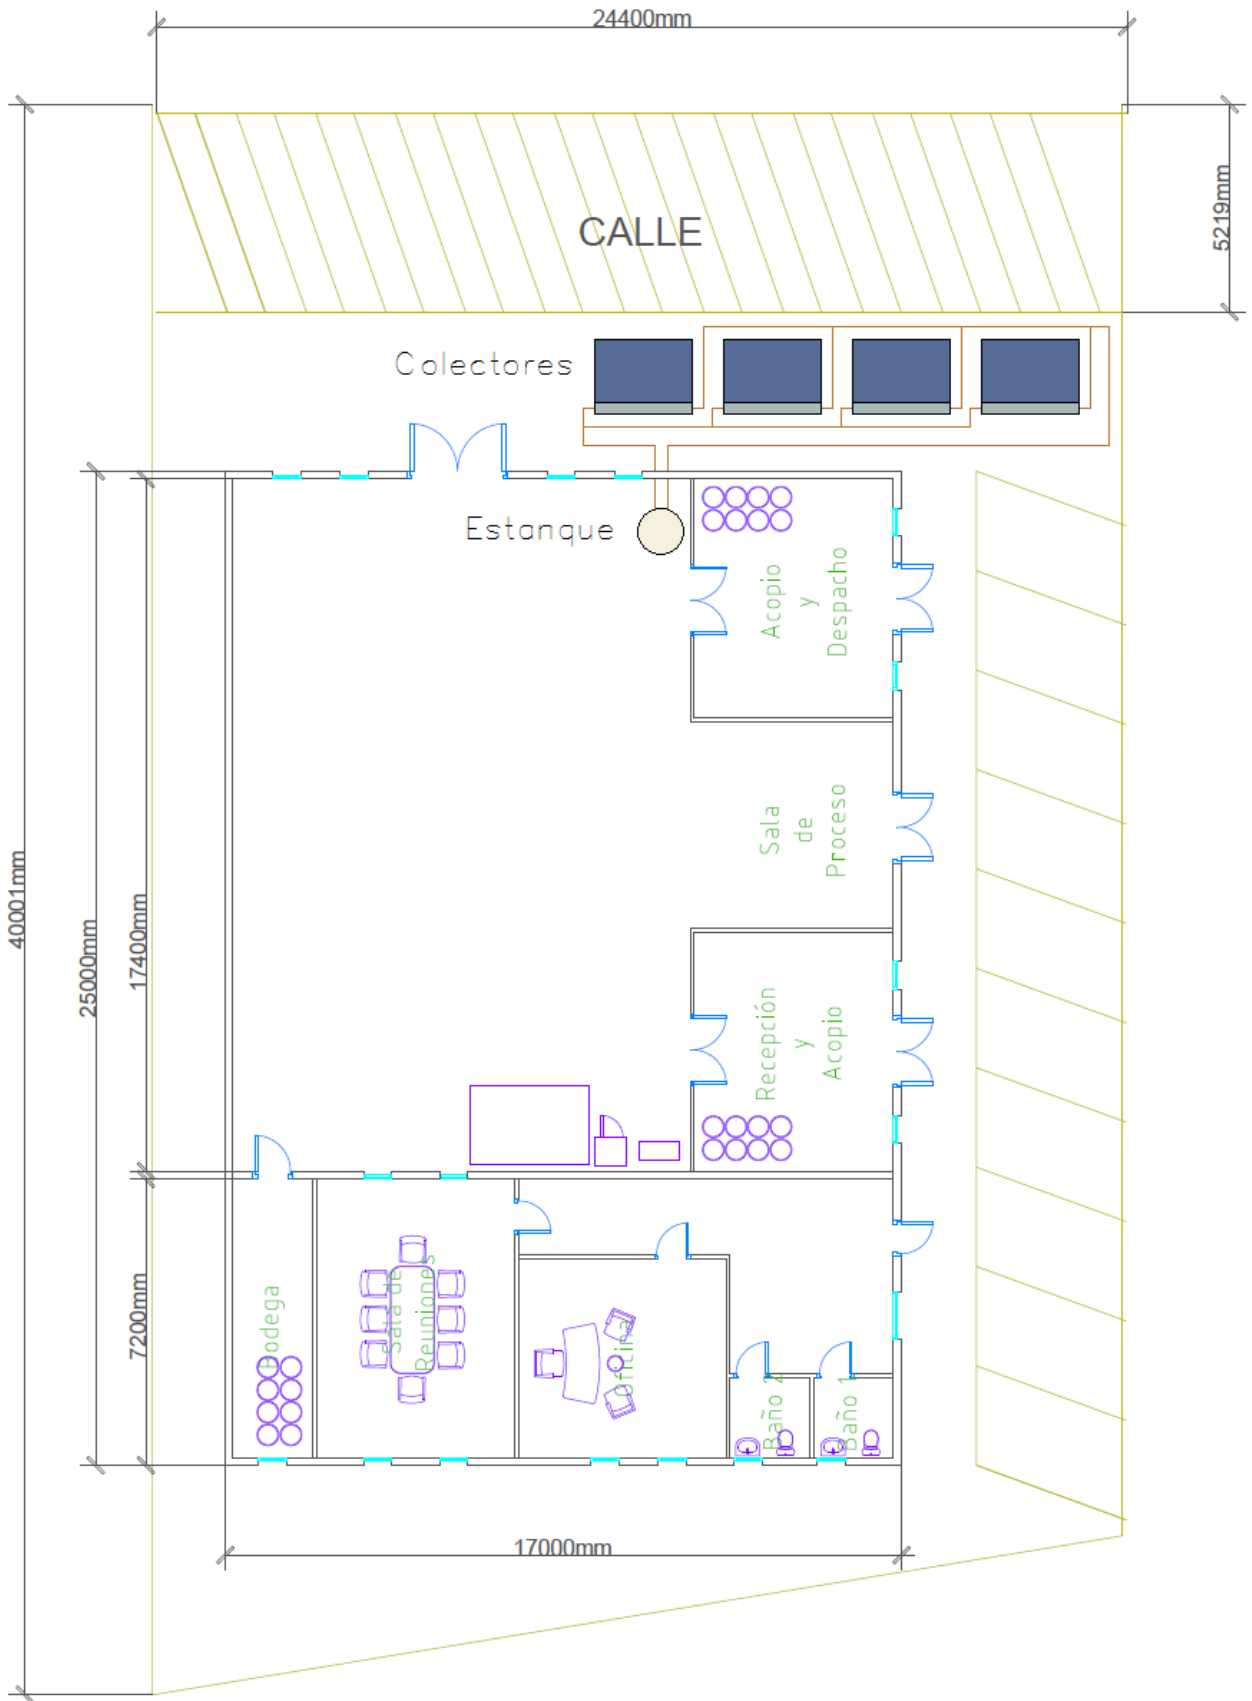 24400mm
5219mm
CALLE
Colectores
Estanque
Acopio
y
Despacho
Sala
de
Proceso
40001mm
25000mm
17400mm
Recepción
y
Acopio
7200mm
Bodega
Sala de
Reuniones
Oficina
Baño 2
Baño 1
17000mm